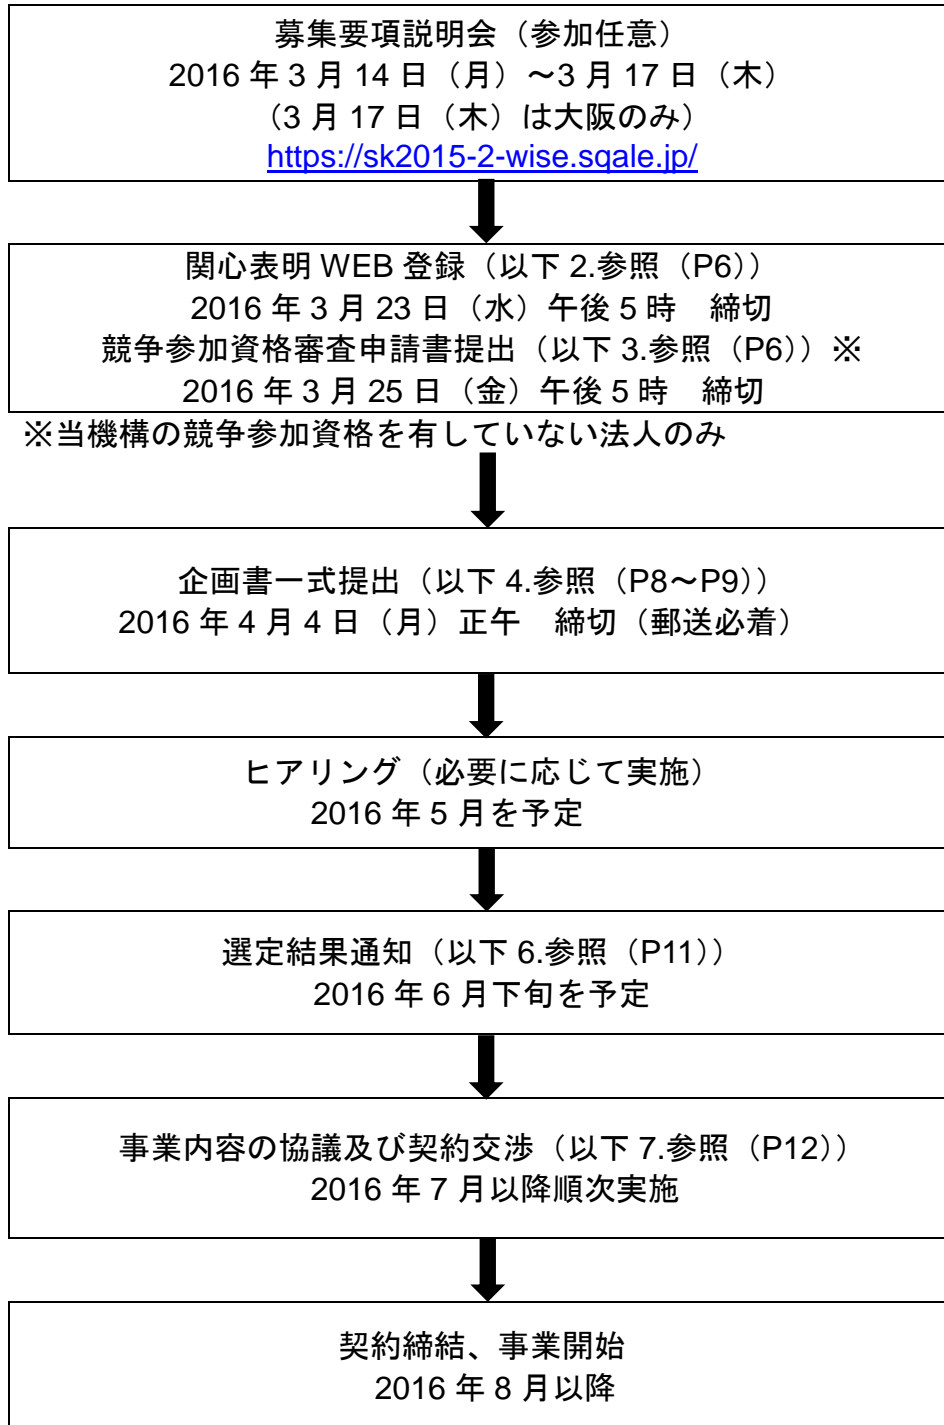 募集要項説明会（参加任意）
2016 年 3 月 14 日（月）～3 月 17 日（木）
（3 月 17 日（木）は大阪のみ）
https://sk2015-2-wise.sqale.jp/
関心表明 WEB 登録（以下 2.参照（P6））
2016 年 3 月 23 日（水）午後 5 時　締切
競争参加資格審査申請書提出（以下 3.参照（P6））※
2016 年 3 月 25 日（金）午後 5 時　締切
※当機構の競争参加資格を有していない法人のみ
企画書一式提出（以下 4.参照（P8～P9））
2016 年 4 月 4 日（月）正午　締切（郵送必着）
ヒアリング（必要に応じて実施）
2016 年 5 月を予定
選定結果通知（以下 6.参照（P11））
2016 年 6 月下旬を予定
事業内容の協議及び契約交渉（以下 7.参照（P12））
2016 年 7 月以降順次実施
契約締結、事業開始
2016 年 8 月以降